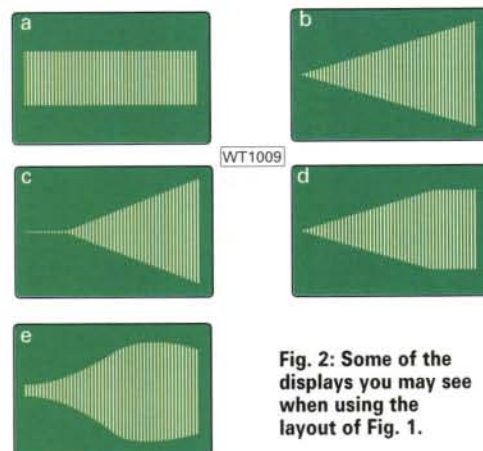 a
b
WT1009
c
d
e
Fig. 2: Some of the
displays you may see
when using the
layout of Fig. 1.